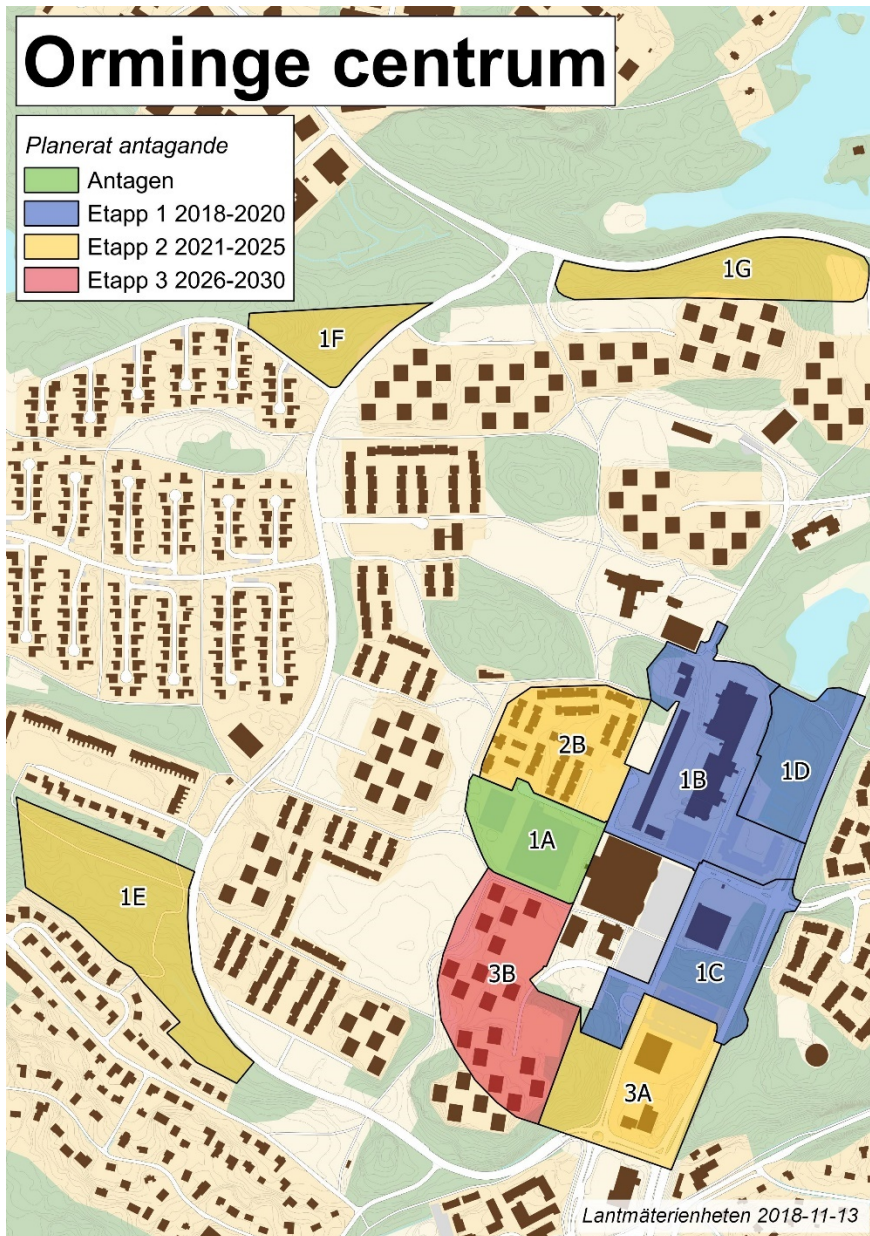 Orminge centrum
Planerat antagande
Antagen
Etapp 1 2018-2020
Etapp 2 2021-2025
Etapp 3 2026-2030
1G
1F
2B
1B
1D
1A
1E
3B
1C
3A
Lantmäterienheten 2018-11-13